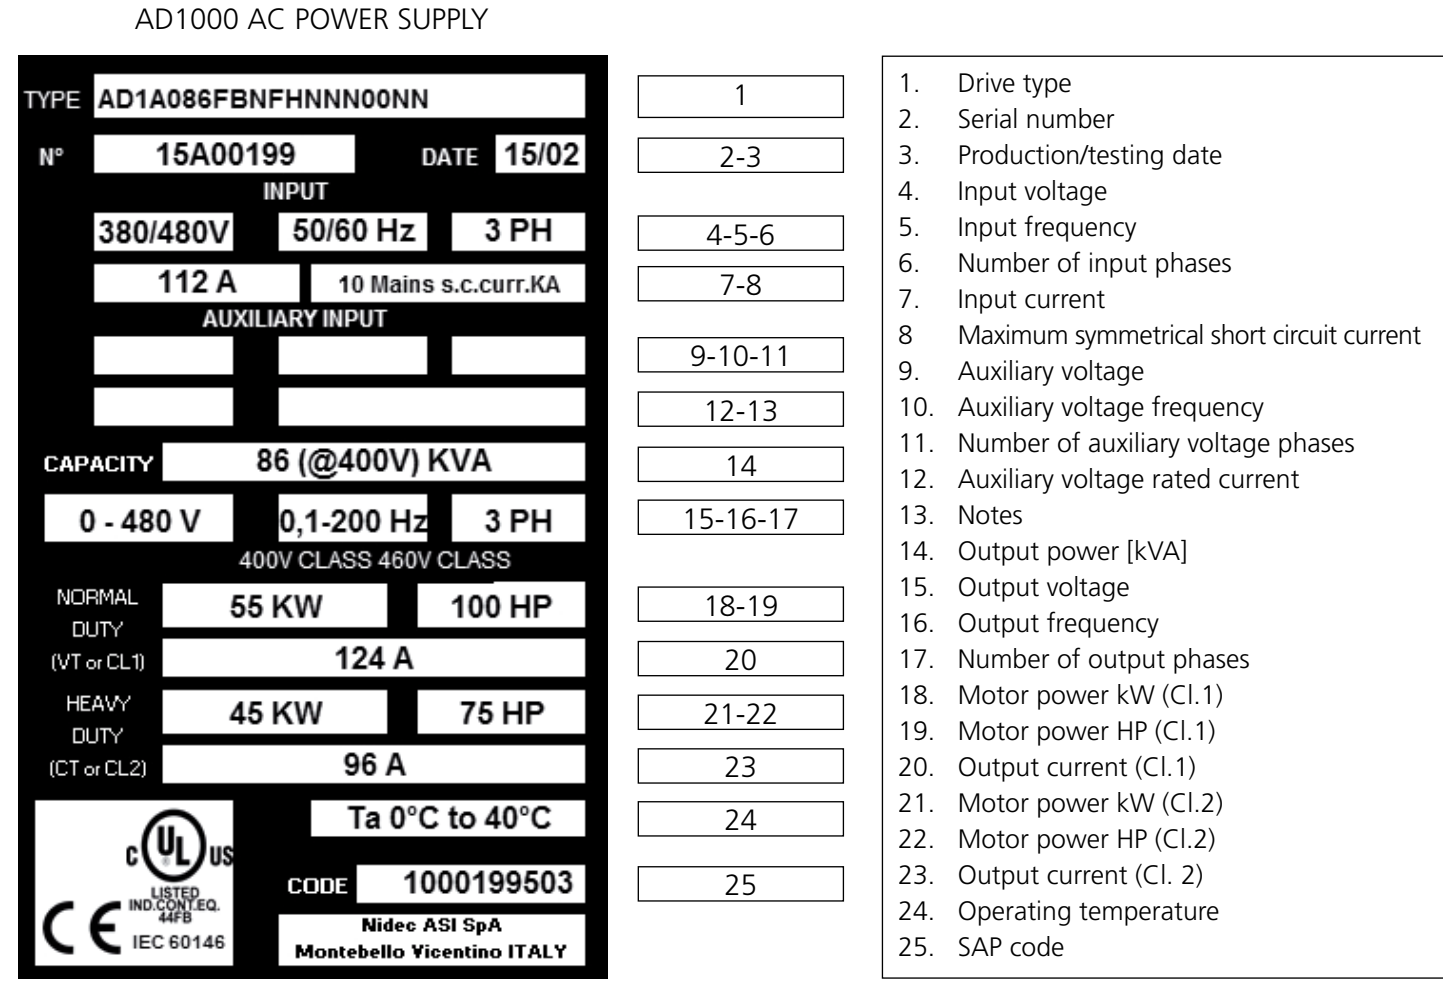 AD1000 AC POWER SUPPLY
TYPE AD1A086FBNFHNNN00NN
N° 15A00199 DATE 15/02
INPUT
380/480V 50/60 Hz 3 PH
112 A 10 Mains s.c.curr.KA
AUXILIARY INPUT
CAPACITY 86 (@400V) KVA
0 - 480 V 0,1-200 Hz 3 PH
400V CLASS 460V CLASS
NORMAL DUTY (VT or CL1) 55 KW 100 HP
124 A
HEAVY DUTY (CT or CL2) 45 KW 75 HP
96 A
Ta 0°C to 40°C
C UL US
LISTED
IND.CONT.EQ.
44FB
CE IEC 60146
CODE 1000199503
Nidec ASI SpA
Montebello Vicentino ITALY
1
2-3
4-5-6
7-8
9-10-11
12-13
14
15-16-17
18-19
20
21-22
23
24
25
1. Drive type
2. Serial number
3. Production/testing date
4. Input voltage
5. Input frequency
6. Number of input phases
7. Input current
8 Maximum symmetrical short circuit current
9. Auxiliary voltage
10. Auxiliary voltage frequency
11. Number of auxiliary voltage phases
12. Auxiliary voltage rated current
13. Notes
14. Output power [kVA]
15. Output voltage
16. Output frequency
17. Number of output phases
18. Motor power kW (Cl.1)
19. Motor power HP (Cl.1)
20. Output current (Cl.1)
21. Motor power kW (Cl.2)
22. Motor power HP (Cl.2)
23. Output current (Cl. 2)
24. Operating temperature
25. SAP code